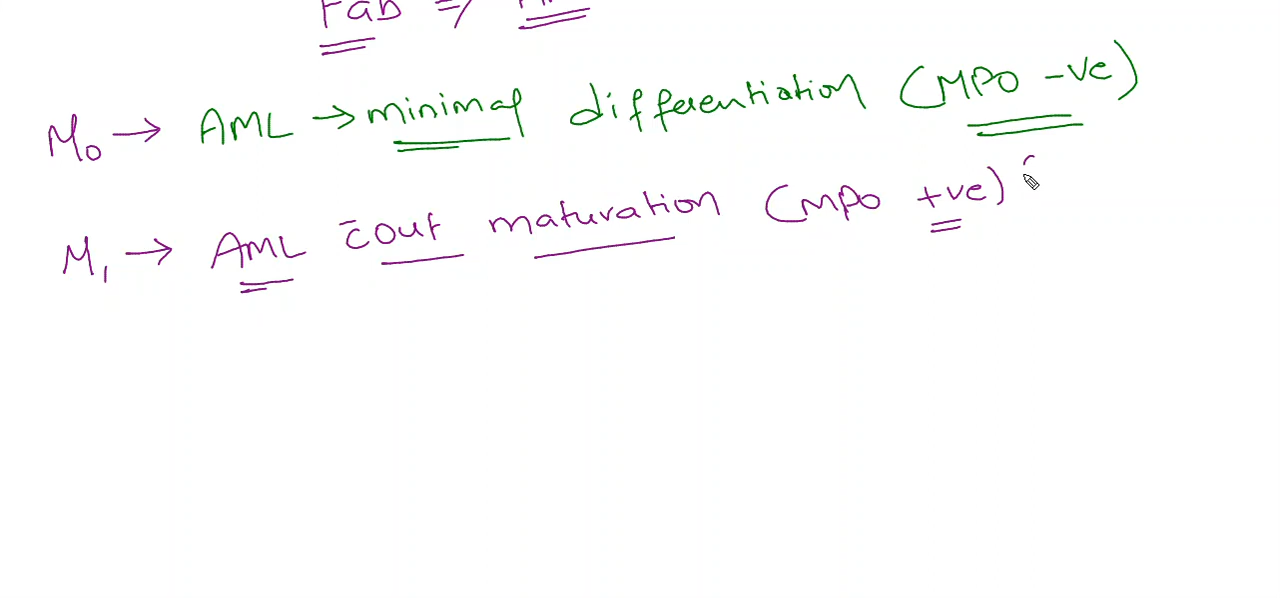 Fab ⇒
M₀ → AML → minimal differentiation (MPO -ve)
M₁ → AML c̄out maturation (MPO +ve)